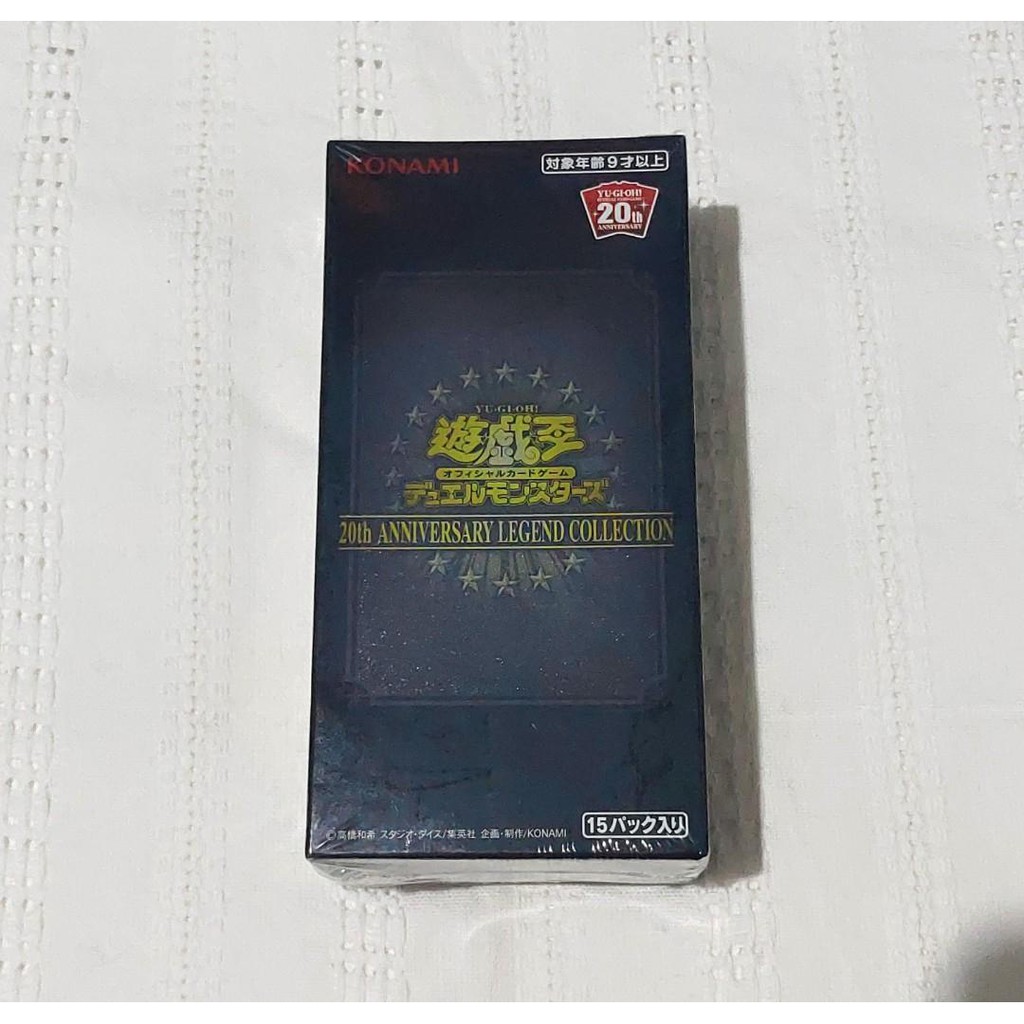 KONAMI
対象年齢9才以上
YU-GI-OH!
20th
ANNIVERSARY
YU-GI-OH!
遊戯王
オフィシャルカードゲーム
デュエルモンスターズ
20th ANNIVERSARY LEGEND COLLECTION
©高橋和希 スタジオ・ダイス/集英社 企画・制作/KONAMI
15パック入り